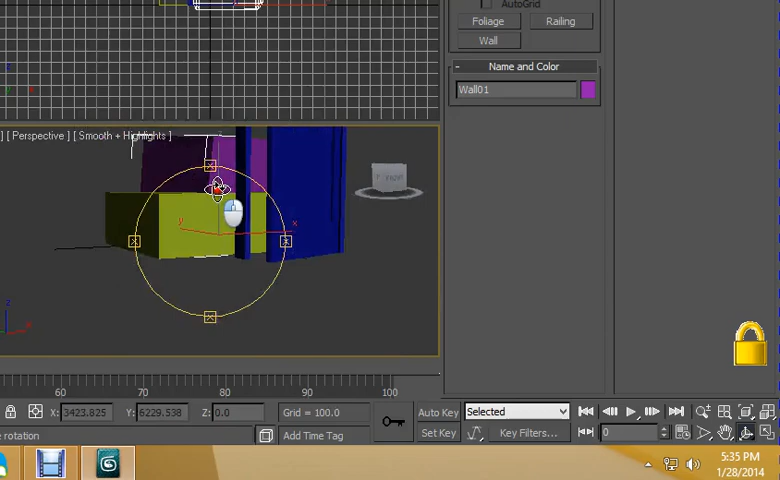 AutoGrid
Foliage
Railing
Wall
- Name and Color
Wall01
] [ Perspective ] [ Smooth + Highlights ]
FRONT
z
y
x
z
x
60 70 80 90 100
X: 3423.825 Y: 6229.538 Z: 0.0 Grid = 100.0 Auto Key Selected
e rotation Add Time Tag Set Key Key Filters... 0
5:35 PM
1/28/2014